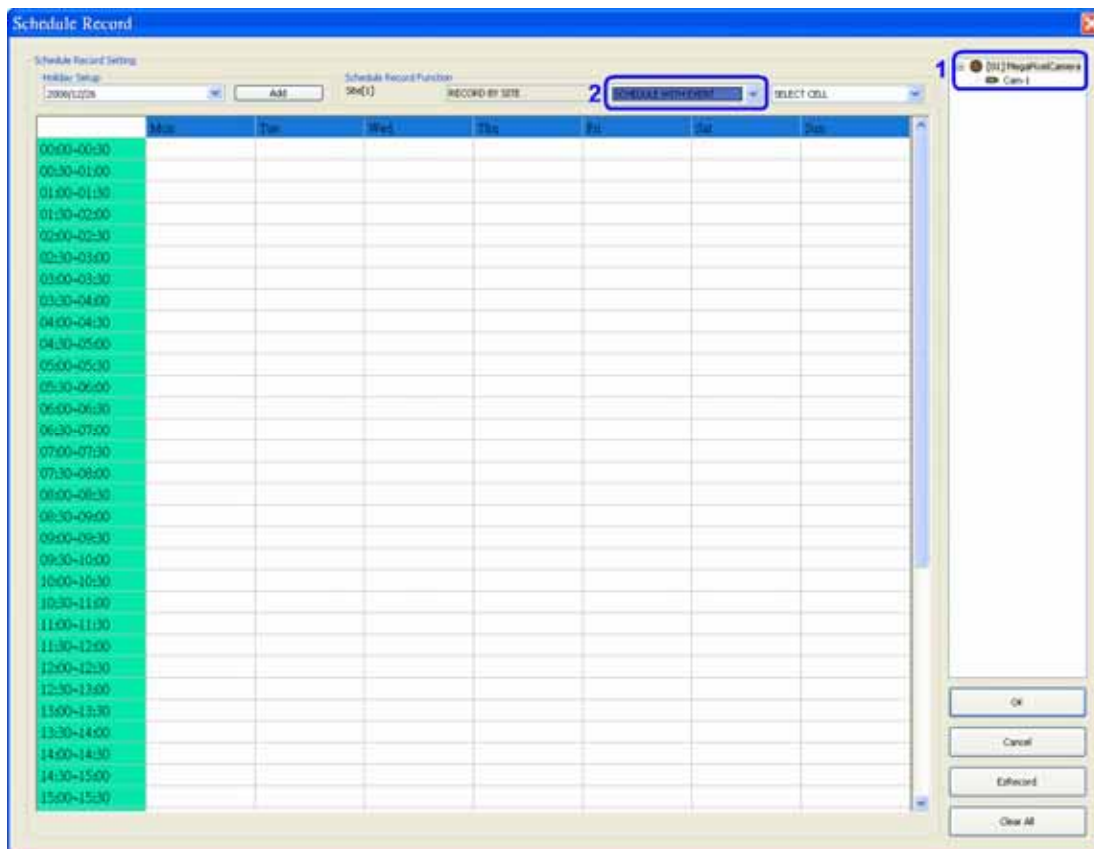 Schedule Record
Schedule Record Setting
Holiday Setup
2008/12/26
Add
Schedule Record Function
Site[1]
RECORD BY SITE
2
SCHEDULE WITH EVENT
SELECT CELL
1
[01]MegaPixelCamera
Cam-1
Mon Tue Wed Thu Fri Sat Sun
00:00~00:30
00:30~01:00
01:00~01:30
01:30~02:00
02:00~02:30
02:30~03:00
03:00~03:30
03:30~04:00
04:00~04:30
04:30~05:00
05:00~05:30
05:30~06:00
06:00~06:30
06:30~07:00
07:00~07:30
07:30~08:00
08:00~08:30
08:30~09:00
09:00~09:30
09:30~10:00
10:00~10:30
10:30~11:00
11:00~11:30
11:30~12:00
12:00~12:30
12:30~13:00
13:00~13:30
13:30~14:00
14:00~14:30
14:30~15:00
15:00~15:30
OK
Cancel
EzRecord
Clear All